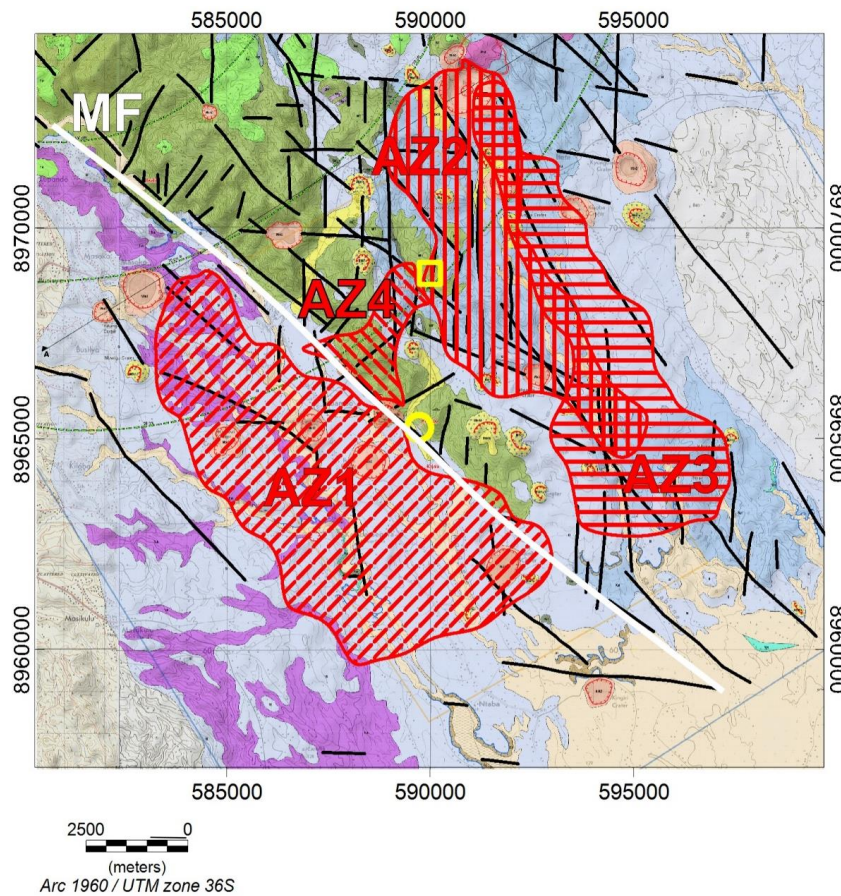 585000 590000 595000
MF
AZ2
8970000 8970000
AZ4
8965000 8965000
AZ1 AZ3
8960000 8960000
585000 590000 595000
2500 0
(meters)
Arc 1960 / UTM zone 36S